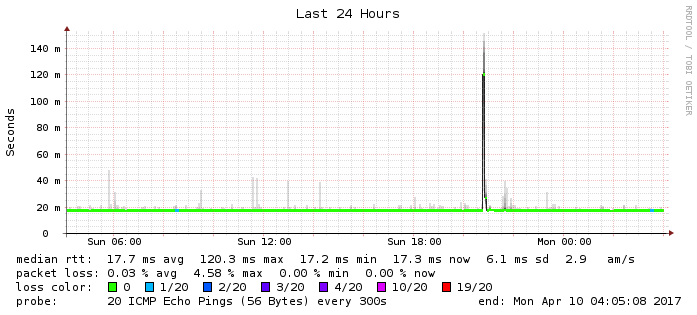 Last 24 Hours
RRDTOOL / TOBI OETIKER
Seconds
140 m
120 m
100 m
80 m
60 m
40 m
20 m
0
Sun 06:00 Sun 12:00 Sun 18:00 Mon 00:00
median rtt: 17.7 ms avg 120.3 ms max 17.2 ms min 17.3 ms now 6.1 ms sd 2.9 am/s
packet loss: 0.03 % avg 4.58 % max 0.00 % min 0.00 % now
loss color: 0 1/20 2/20 3/20 4/20 10/20 19/20
probe: 20 ICMP Echo Pings (56 Bytes) every 300s end: Mon Apr 10 04:05:08 2017